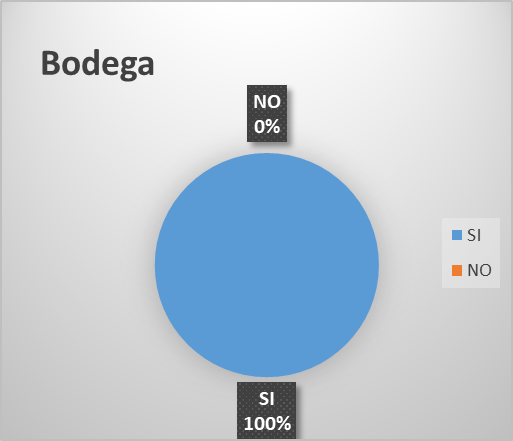 Bodega
NO
0%
SI
NO
SI
100%